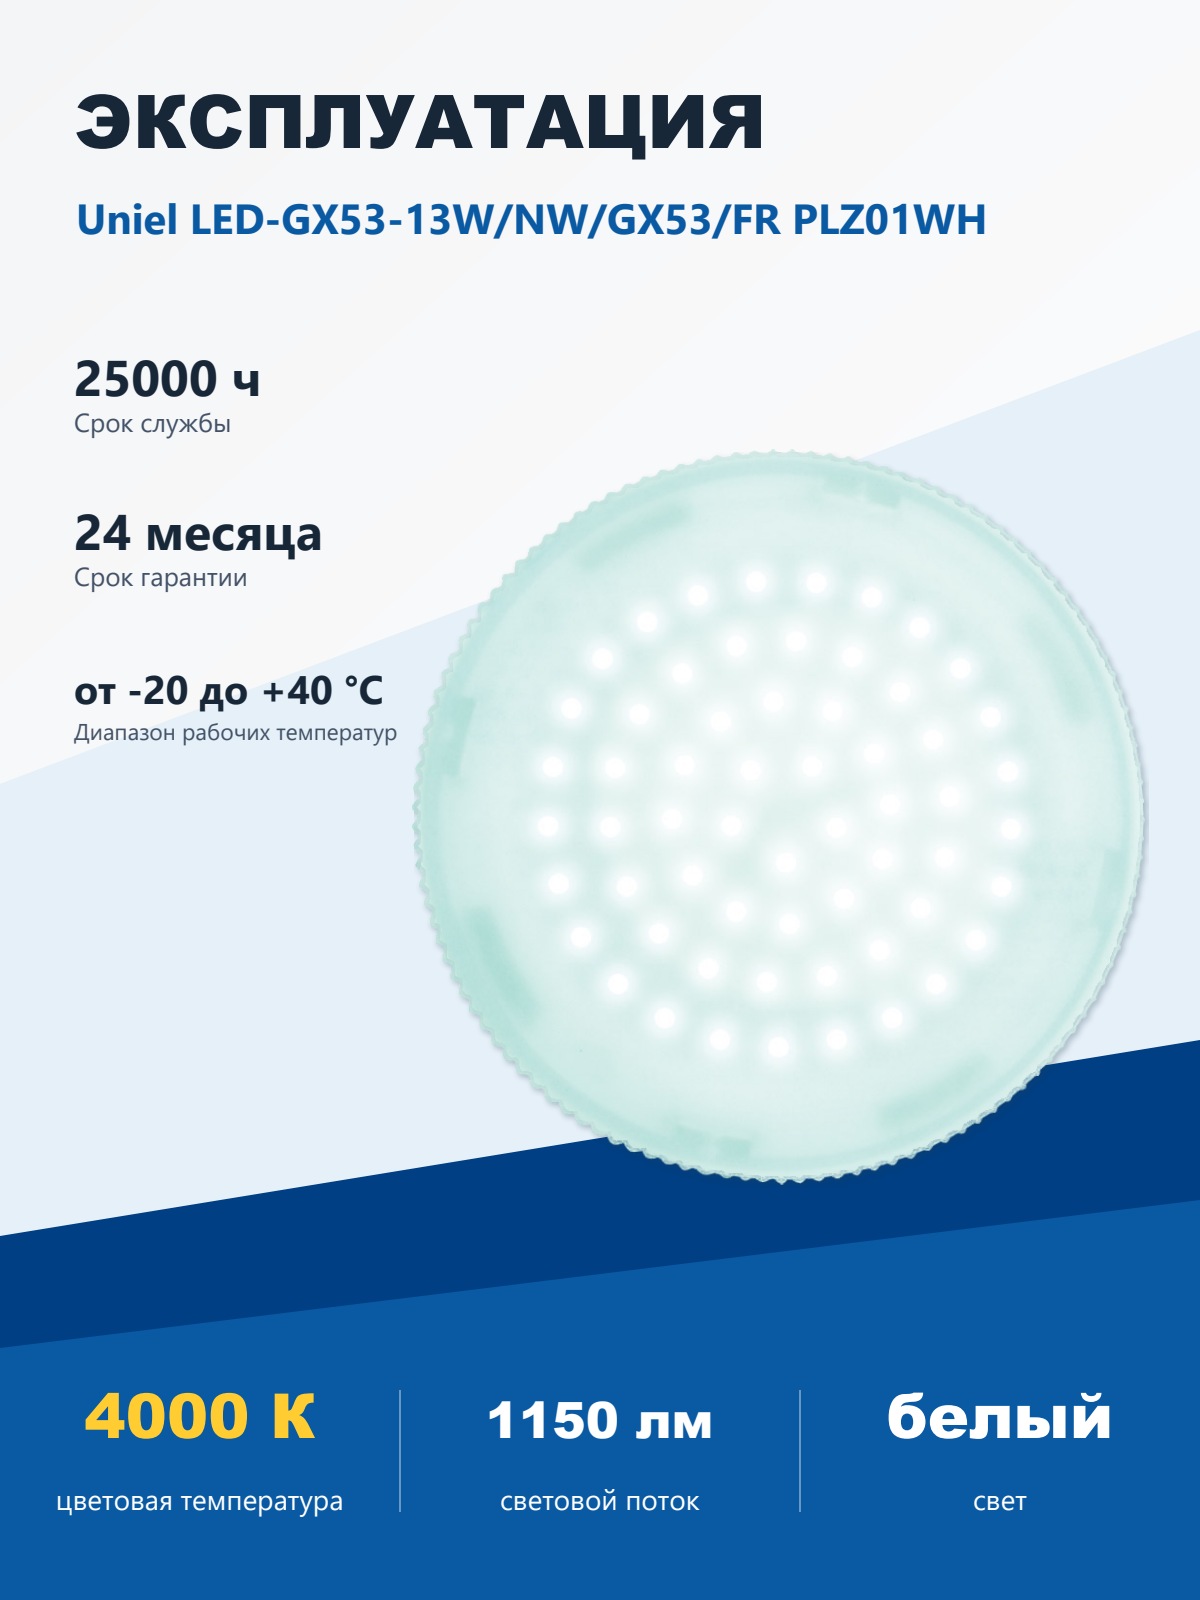 ЭКСПЛУАТАЦИЯ
Uniel LED-GX53-13W/NW/GX53/FR PLZ01WH
25000 ч
Срок службы
24 месяца
Срок гарантии
от -20 до +40 °C
Диапазон рабочих температур
4000 К
цветовая температура
1150 лм
световой поток
белый
свет